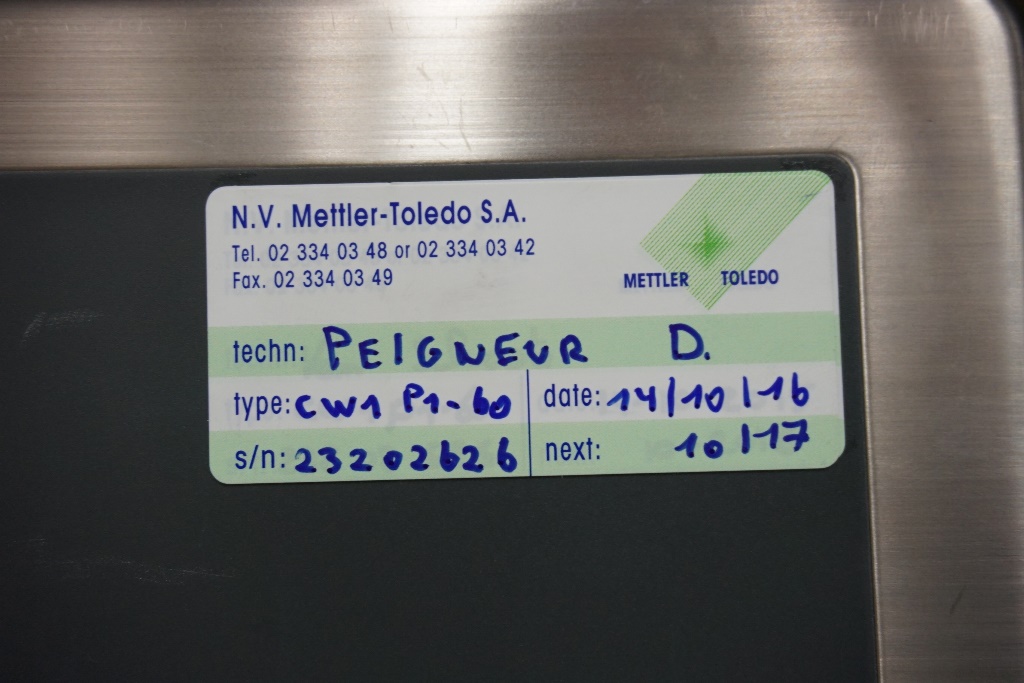 N.V. Mettler-Toledo S.A.
Tel. 02 334 03 48 or 02 334 03 42
Fax. 02 334 03 49
METTLER TOLEDO
techn: PEIGNEUR D.
type: CW1 P1-60 date: 14/10/16
s/n: 23202626 next: 10/17